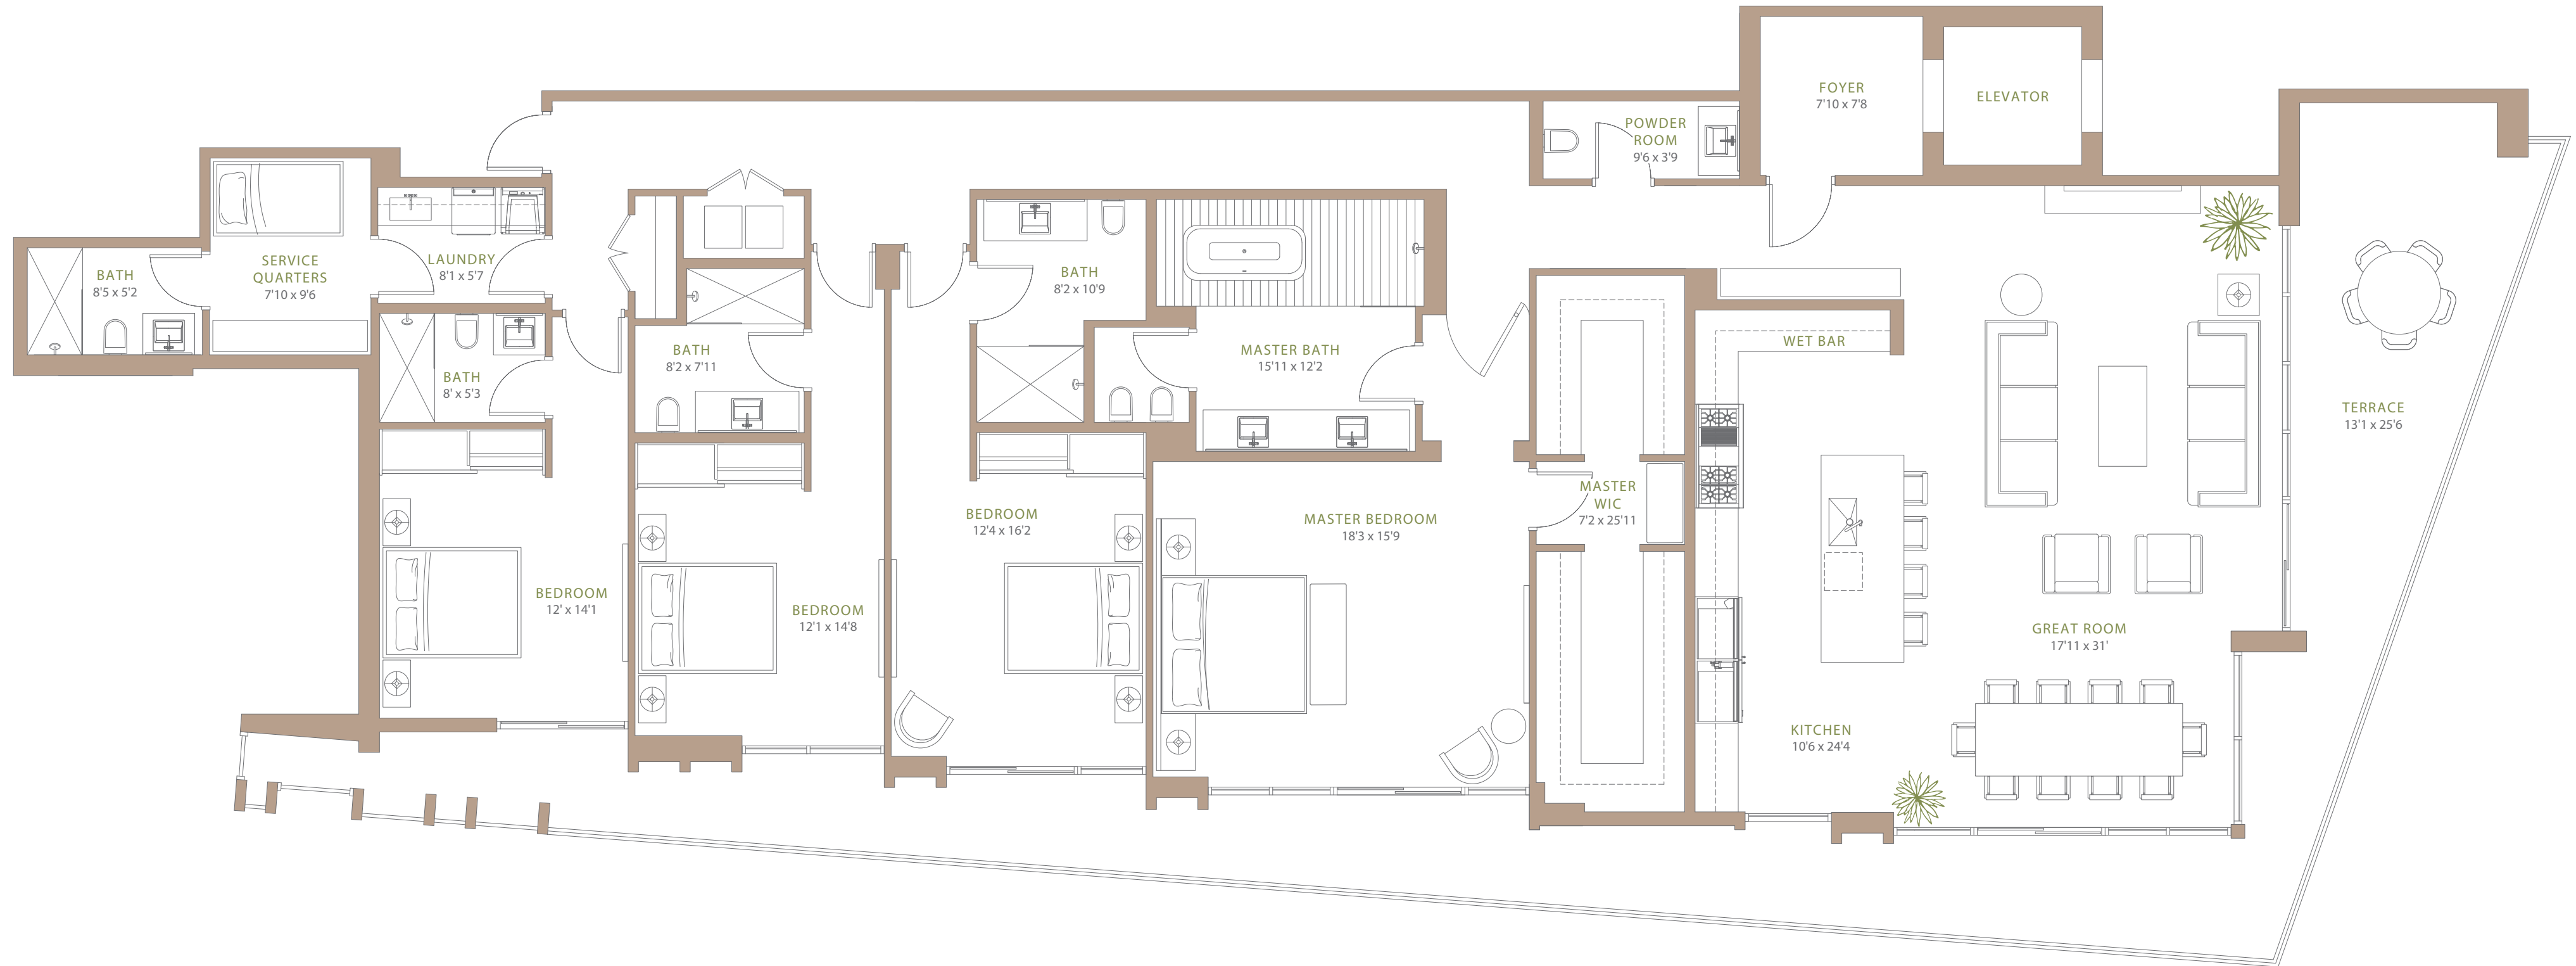 FOYER
7'10 x 7'8
ELEVATOR
POWDER
ROOM
9'6 x 3'9
BATH
8'5 x 5'2
SERVICE
QUARTERS
7'10 x 9'6
LAUNDRY
8'1 x 5'7
BATH
8' x 5'3
BATH
8'2 x 7'11
BATH
8'2 x 10'9
MASTER BATH
15'11 x 12'2
WET BAR
TERRACE
13'1 x 25'6
BEDROOM
12' x 14'1
BEDROOM
12'1 x 14'8
BEDROOM
12'4 x 16'2
MASTER BEDROOM
18'3 x 15'9
MASTER
WIC
7'2 x 25'11
GREAT ROOM
17'11 x 31'
KITCHEN
10'6 x 24'4